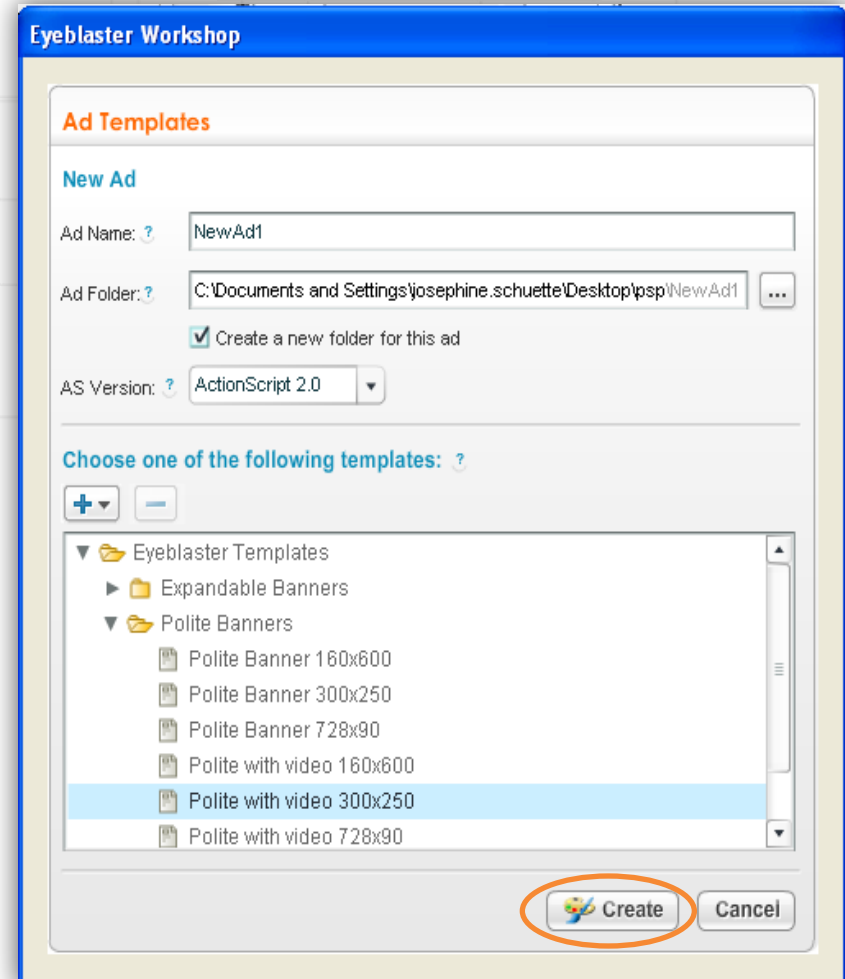 Eyeblaster Workshop
Ad Templates
New Ad
Ad Name: ? NewAd1
Ad Folder: ? C:\Documents and Settings\josephine.schuette\Desktop\psp\NewAd1 ...
Create a new folder for this ad
AS Version: ? ActionScript 2.0
Choose one of the following templates: ?
Eyeblaster Templates
Expandable Banners
Polite Banners
Polite Banner 160x600
Polite Banner 300x250
Polite Banner 728x90
Polite with video 160x600
Polite with video 300x250
Polite with video 728x90
Create Cancel